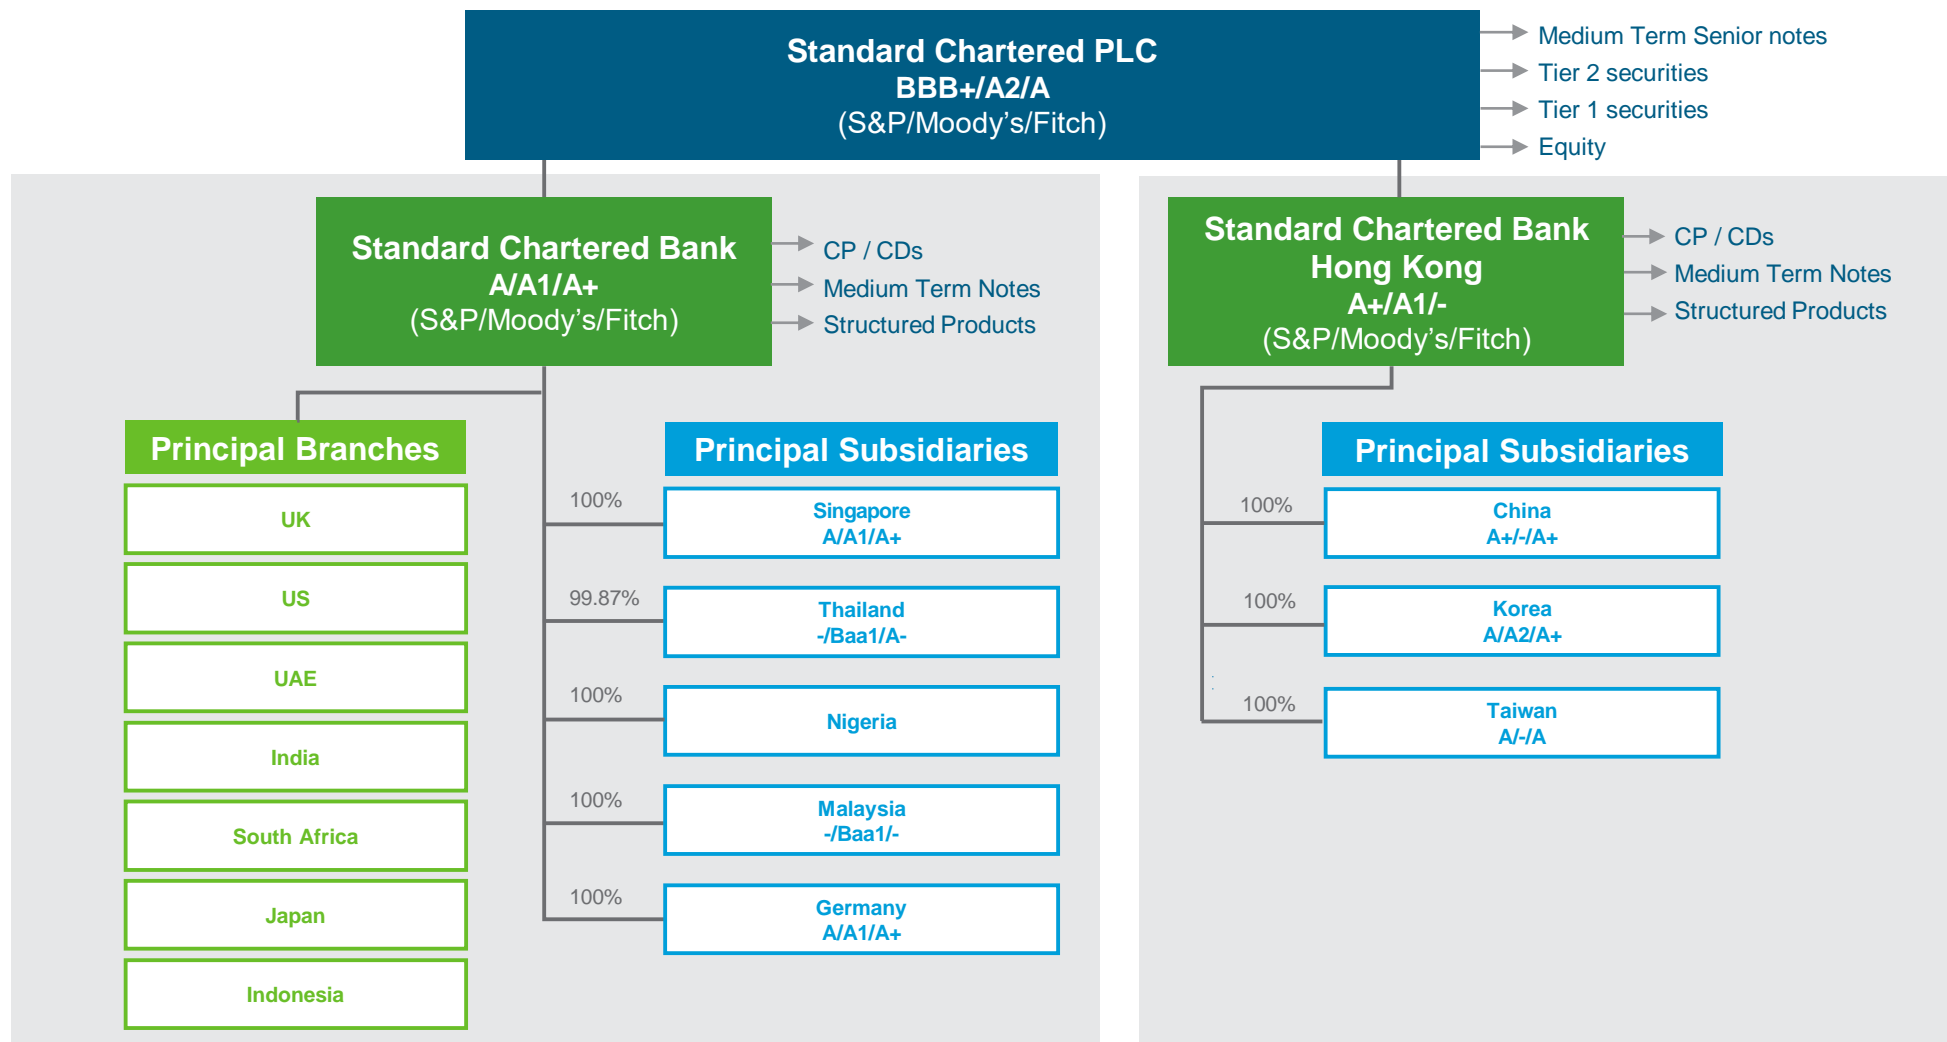 Standard Chartered PLC
BBB+/A2/A
(S&P/Moody’s/Fitch)
Medium Term Senior notes
Tier 2 securities
Tier 1 securities
Equity
Standard Chartered Bank
A/A1/A+
(S&P/Moody’s/Fitch)
CP / CDs
Medium Term Notes
Structured Products
Principal Branches
UK
US
UAE
India
South Africa
Japan
Indonesia
Principal Subsidiaries
100%
Singapore
A/A1/A+
99.87%
Thailand
-/Baa1/A-
100%
Nigeria
100%
Malaysia
-/Baa1/-
100%
Germany
A/A1/A+
Standard Chartered Bank
Hong Kong
A+/A1/-
(S&P/Moody’s/Fitch)
CP / CDs
Medium Term Notes
Structured Products
Principal Subsidiaries
100%
China
A+/-/A+
100%
Korea
A/A2/A+
100%
Taiwan
A/-/A